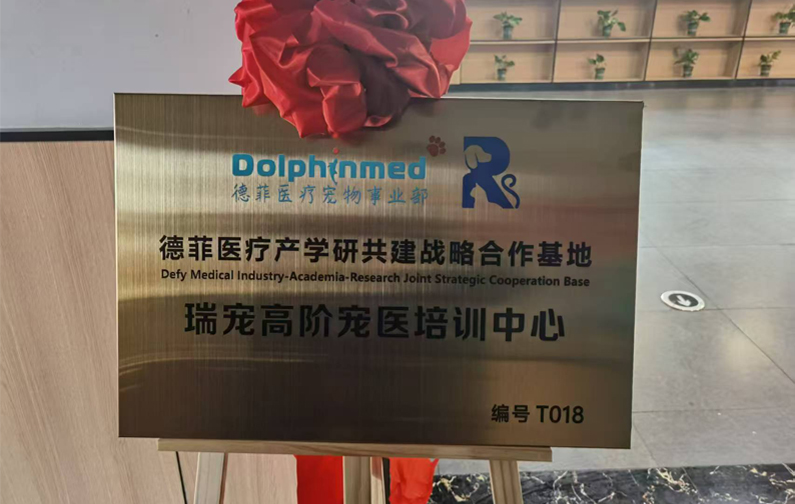 Dolphinmed
德菲医疗宠物事业部
R
德菲医疗产学研共建战略合作基地
Defy Medical Industry-Academia-Research Joint Strategic Cooperation Base
瑞宠高阶宠医培训中心
编号 T018